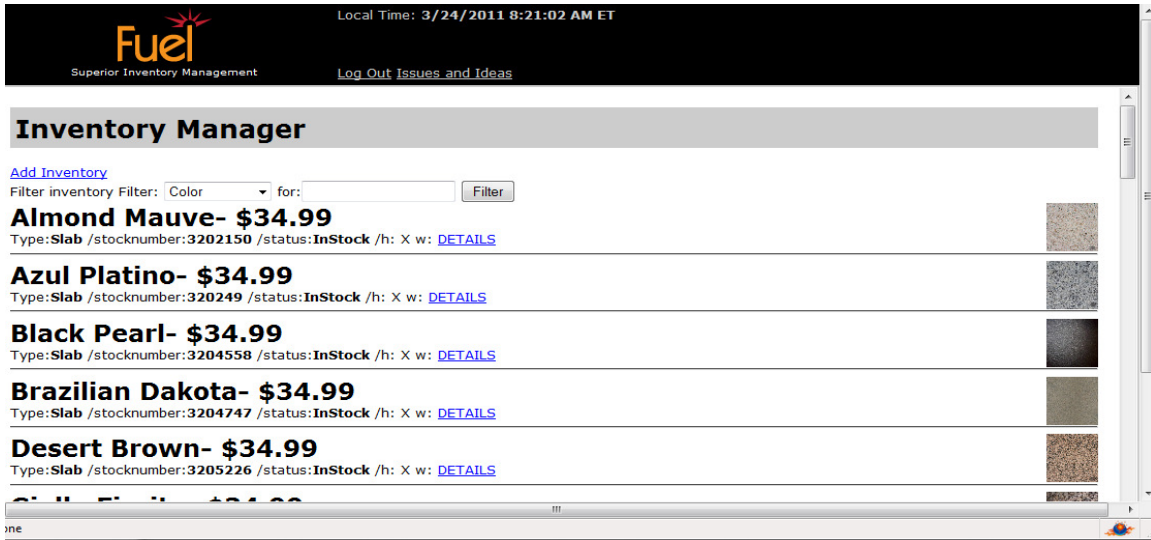 Local Time: 3/24/2011 8:21:02 AM ET
Fuel
Superior Inventory Management
Log Out Issues and Ideas
Inventory Manager
Add Inventory
Filter inventory Filter: Color for: Filter
Almond Mauve- $34.99
Type:Slab /stocknumber:3202150 /status:InStock /h: X w: DETAILS
Azul Platino- $34.99
Type:Slab /stocknumber:320249 /status:InStock /h: X w: DETAILS
Black Pearl- $34.99
Type:Slab /stocknumber:3204558 /status:InStock /h: X w: DETAILS
Brazilian Dakota- $34.99
Type:Slab /stocknumber:3204747 /status:InStock /h: X w: DETAILS
Desert Brown- $34.99
Type:Slab /stocknumber:3205226 /status:InStock /h: X w: DETAILS
one